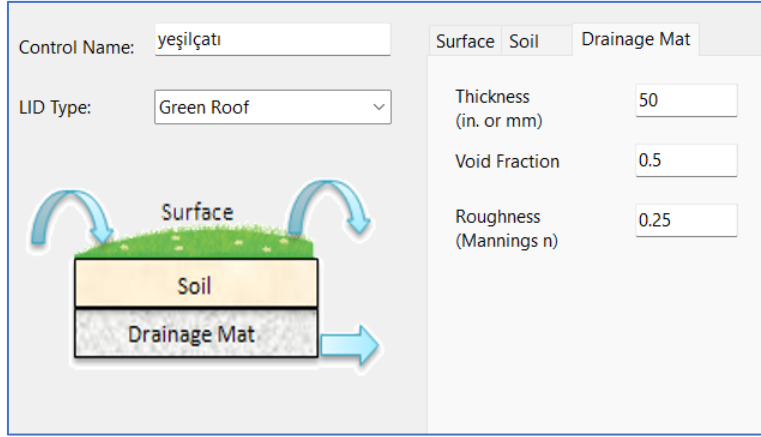 Control Name: yeşilçatı
LID Type: Green Roof
Surface
Soil
Drainage Mat
Surface Soil Drainage Mat
Thickness 50
(in. or mm)
Void Fraction 0.5
Roughness 0.25
(Mannings n)